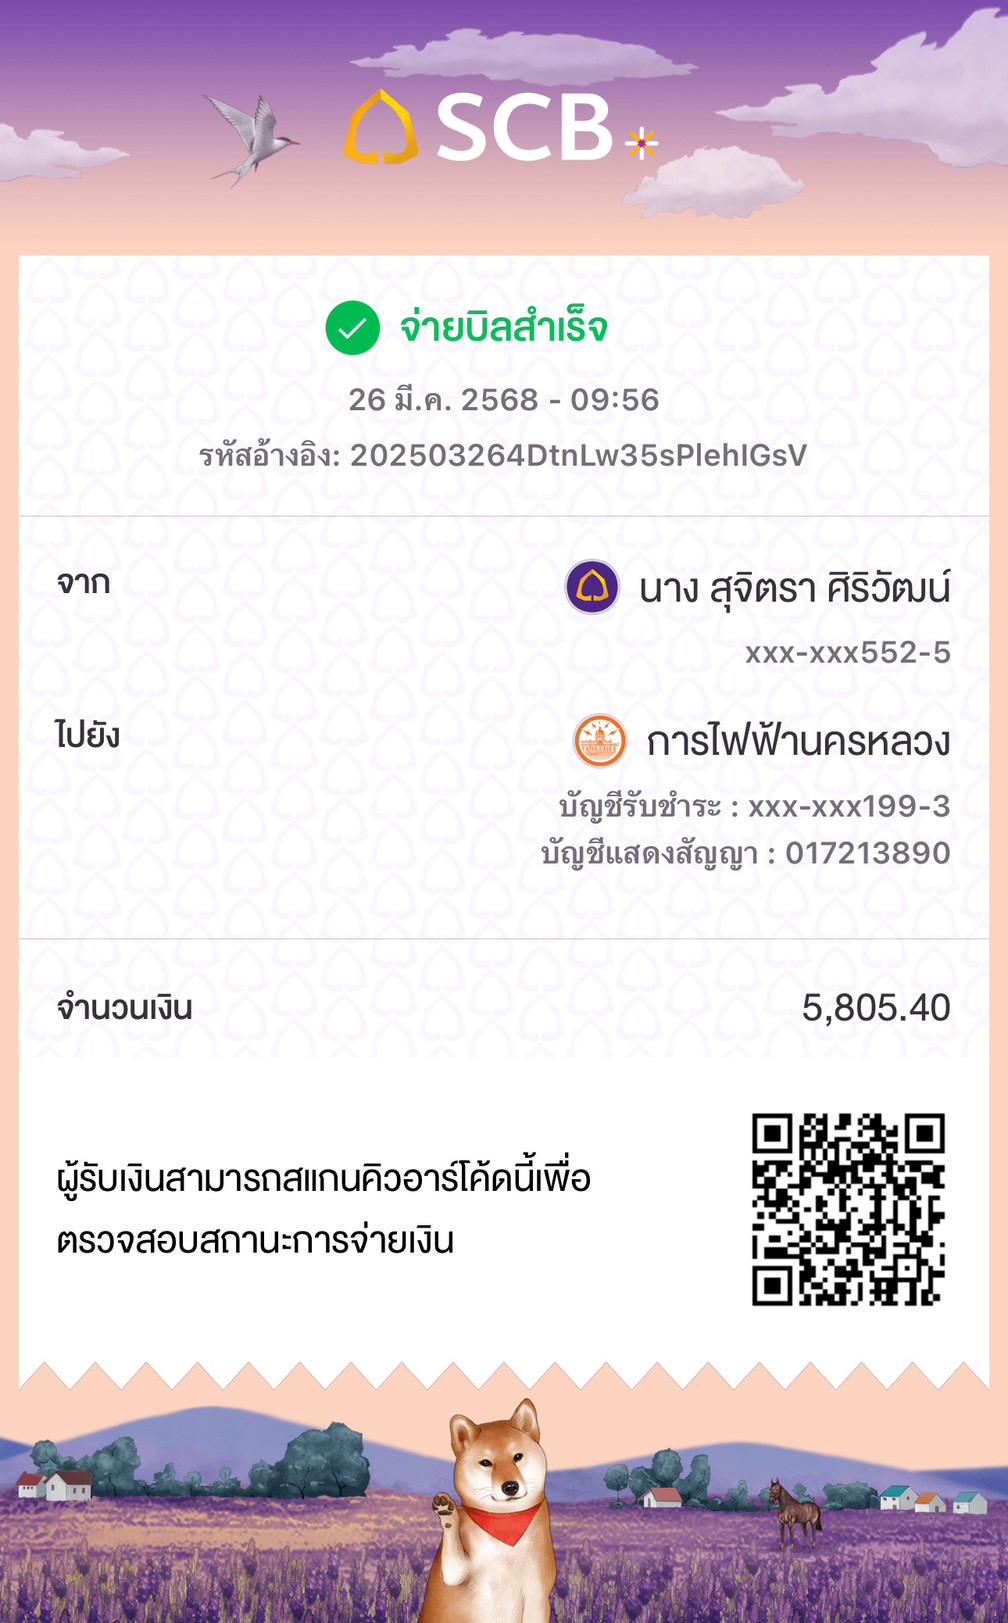 SCB
จ่ายบิลสำเร็จ
26 มี.ค. 2568 - 09:56
รหัสอ้างอิง: 202503264DtnLw35sPlehIGsV
จาก
นาง สุจิตรา ศิริวัฒน์
xxx-xxx552-5
ไปยัง
การไฟฟ้านครหลวง
บัญชีรับชำระ : xxx-xxx199-3
บัญชีแสดงสัญญา : 017213890
จำนวนเงิน
5,805.40
ผู้รับเงินสามารถสแกนคิวอาร์โค้ดนี้เพื่อ
ตรวจสอบสถานะการจ่ายเงิน